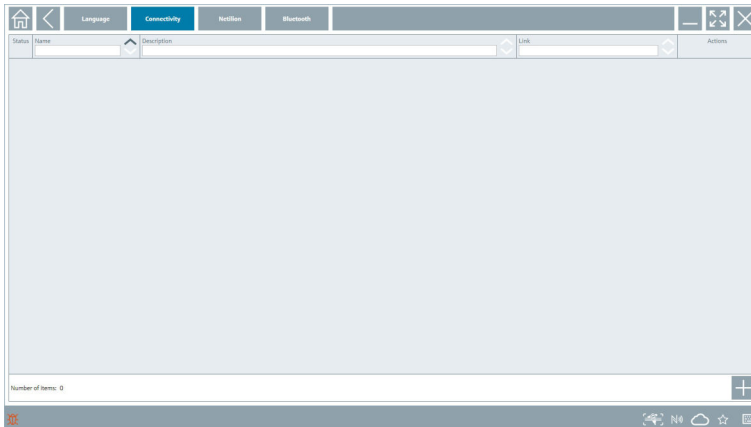 Language Connectivity Netilion Bluetooth
Status Name Description Link Actions
Number of Items: 0